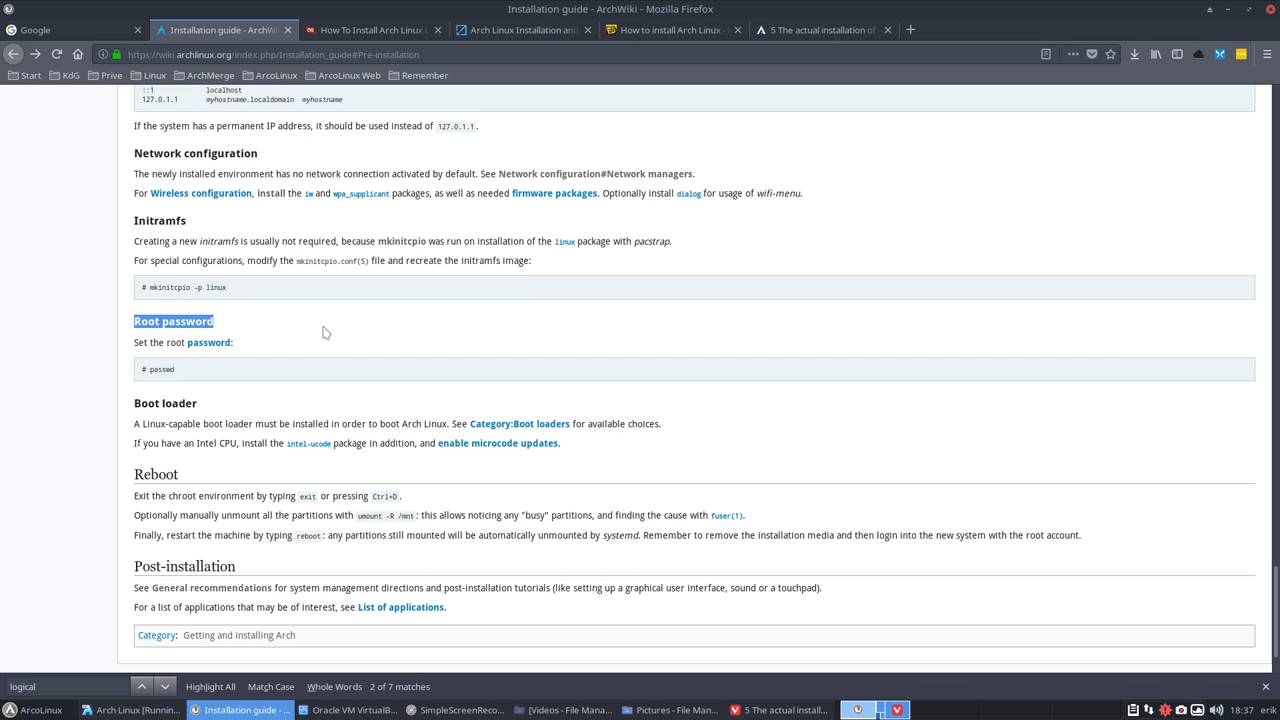 Installation guide - ArchWiki - Mozilla Firefox
Google
Installation guide - ArchWi
How To Install Arch Linux L
Arch Linux Installation and
How to install Arch Linux -
5 The actual installation of
https://wiki.archlinux.org/index.php/Installation_guide#Pre-installation
Start KdG Prive Linux ArchMerge ArcoLinux ArcoLinux Web Remember
::1 localhost
127.0.1.1 myhostname.localdomain myhostname
If the system has a permanent IP address, it should be used instead of 127.0.1.1.
Network configuration
The newly installed environment has no network connection activated by default. See Network configuration#Network managers.
For Wireless configuration, install the iw and wpa_supplicant packages, as well as needed firmware packages. Optionally install dialog for usage of wifi-menu.
Initramfs
Creating a new initramfs is usually not required, because mkinitcpio was run on installation of the linux package with pacstrap.
For special configurations, modify the mkinitcpio.conf(5) file and recreate the initramfs image:
# mkinitcpio -p linux
Root password
Set the root password:
# passwd
Boot loader
A Linux-capable boot loader must be installed in order to boot Arch Linux. See Category:Boot loaders for available choices.
If you have an Intel CPU, install the intel-ucode package in addition, and enable microcode updates.
Reboot
Exit the chroot environment by typing exit or pressing Ctrl+D.
Optionally manually unmount all the partitions with umount -R /mnt: this allows noticing any "busy" partitions, and finding the cause with fuser(1).
Finally, restart the machine by typing reboot: any partitions still mounted will be automatically unmounted by systemd. Remember to remove the installation media and then login into the new system with the root account.
Post-installation
See General recommendations for system management directions and post-installation tutorials (like setting up a graphical user interface, sound or a touchpad).
For a list of applications that may be of interest, see List of applications.
Category: Getting and installing Arch
logical Highlight All Match Case Whole Words 2 of 7 matches
ArcoLinux Arch Linux [Runnin... Installation guide -... Oracle VM VirtualB... SimpleScreenReco... [Videos - File Mana... Pictures - File Man... 5 The actual install... 18:37 erik